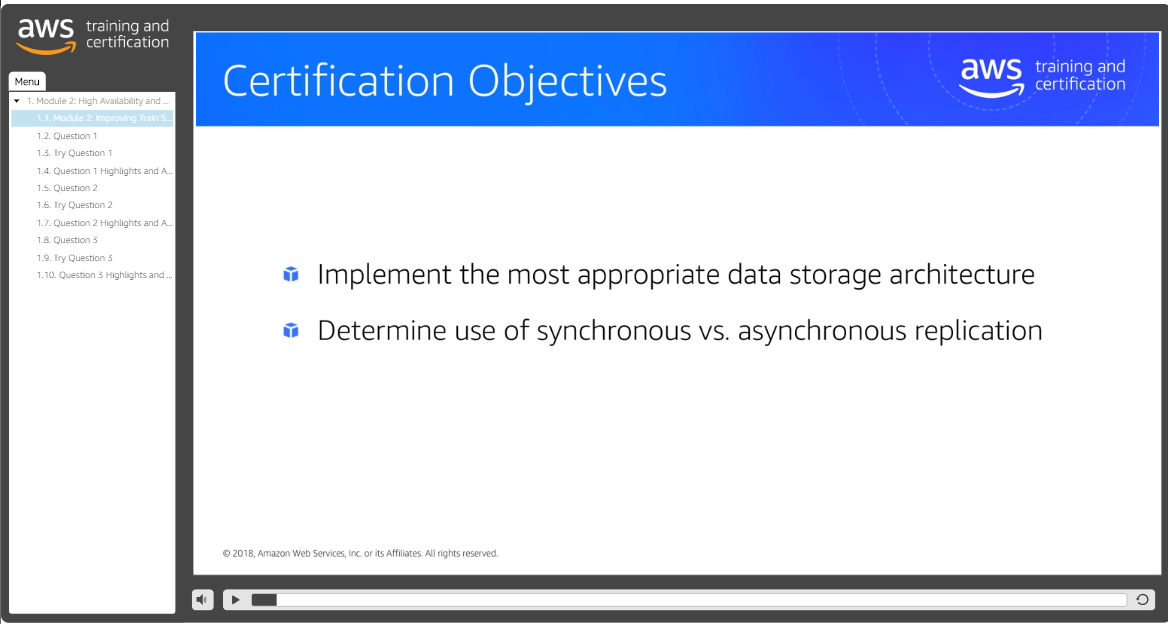 aws training and certification
Menu
1. Module 2: High Availability and ...
1.1. Module 2: Improving Train S...
1.2. Question 1
1.3. Try Question 1
1.4. Question 1 Highlights and A...
1.5. Question 2
1.6. Try Question 2
1.7. Question 2 Highlights and A...
1.8. Question 3
1.9. Try Question 3
1.10. Question 3 Highlights and ...
Certification Objectives
aws training and certification
Implement the most appropriate data storage architecture
Determine use of synchronous vs. asynchronous replication
© 2018, Amazon Web Services, Inc. or its Affiliates. All rights reserved.